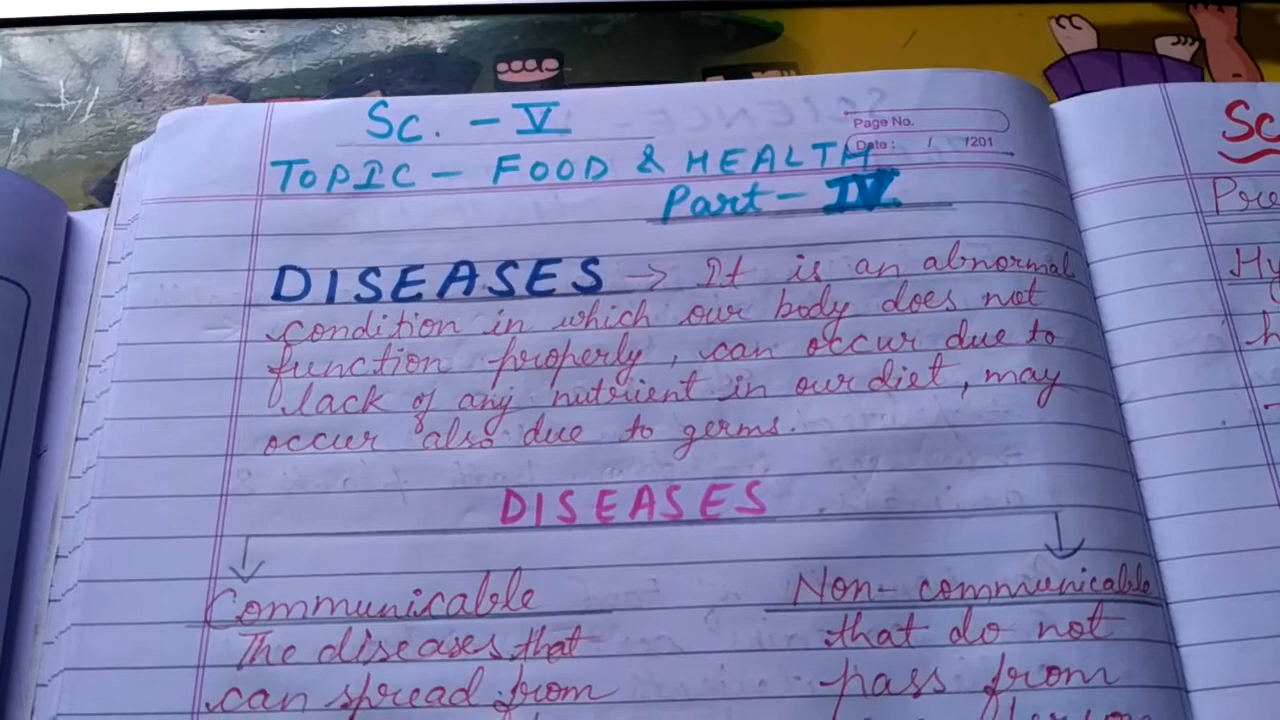 Sc. - V
Page No.
Date : / /201
TOPIC - FOOD & HEALTH
Part - IV.
DISEASES → It is an abnormal
condition in which our body does not
function properly, can occur due to
lack of any nutrient in our diet, may
occur also due to germs.
DISEASES
Communicable
The diseases that
can spread from
Non-communicable
that do not
pass from
Sc